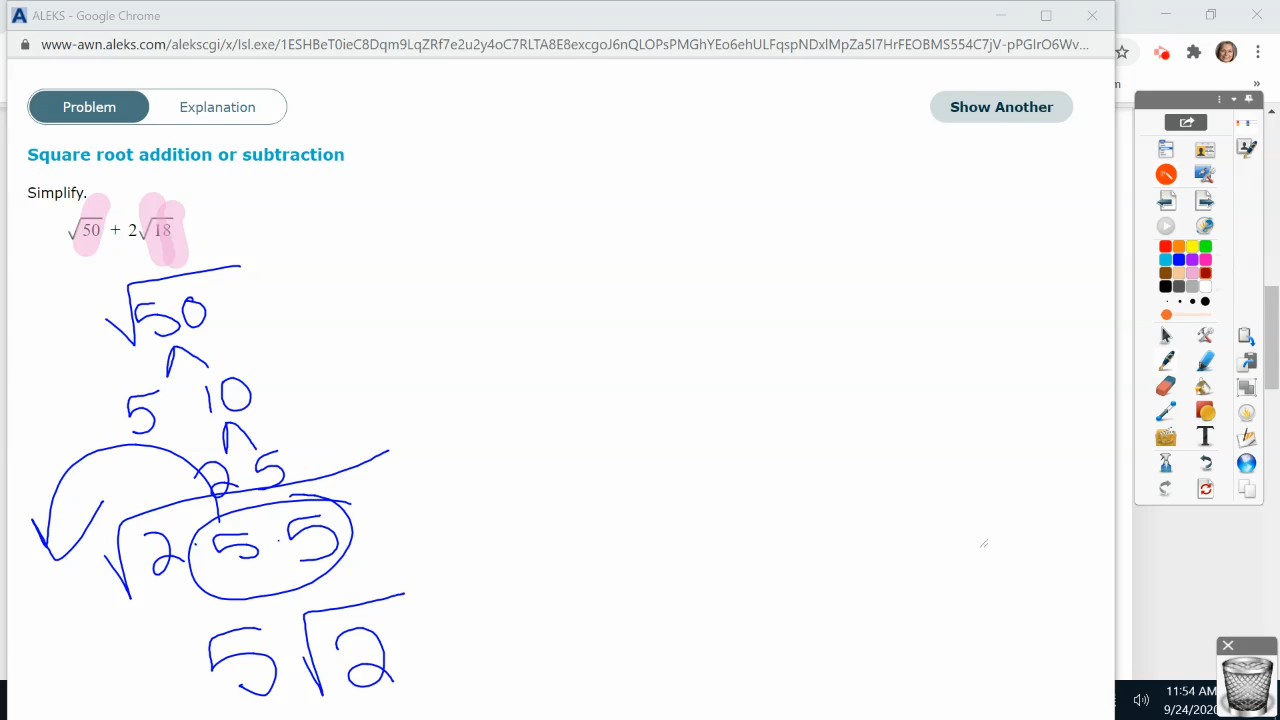 ALEKS - Google Chrome
www-awn.aleks.com/alekscgi/x/lsl.exe/1ESHBeT0ieC8Dqm9LqZRf7e2u2y4oC7RLTA8E8excgoJ6nQLOPsPMGhYEo6ehULFqspNDxlMpZa5I7HrFEOBMS554C7jV-pPGIrO6Wv...
Problem Explanation Show Another
Square root addition or subtraction
Simplify.
√50 + 2√18
√50
5 10
2 5
√2·5·5
5√2
11:54 AM
9/24/2020